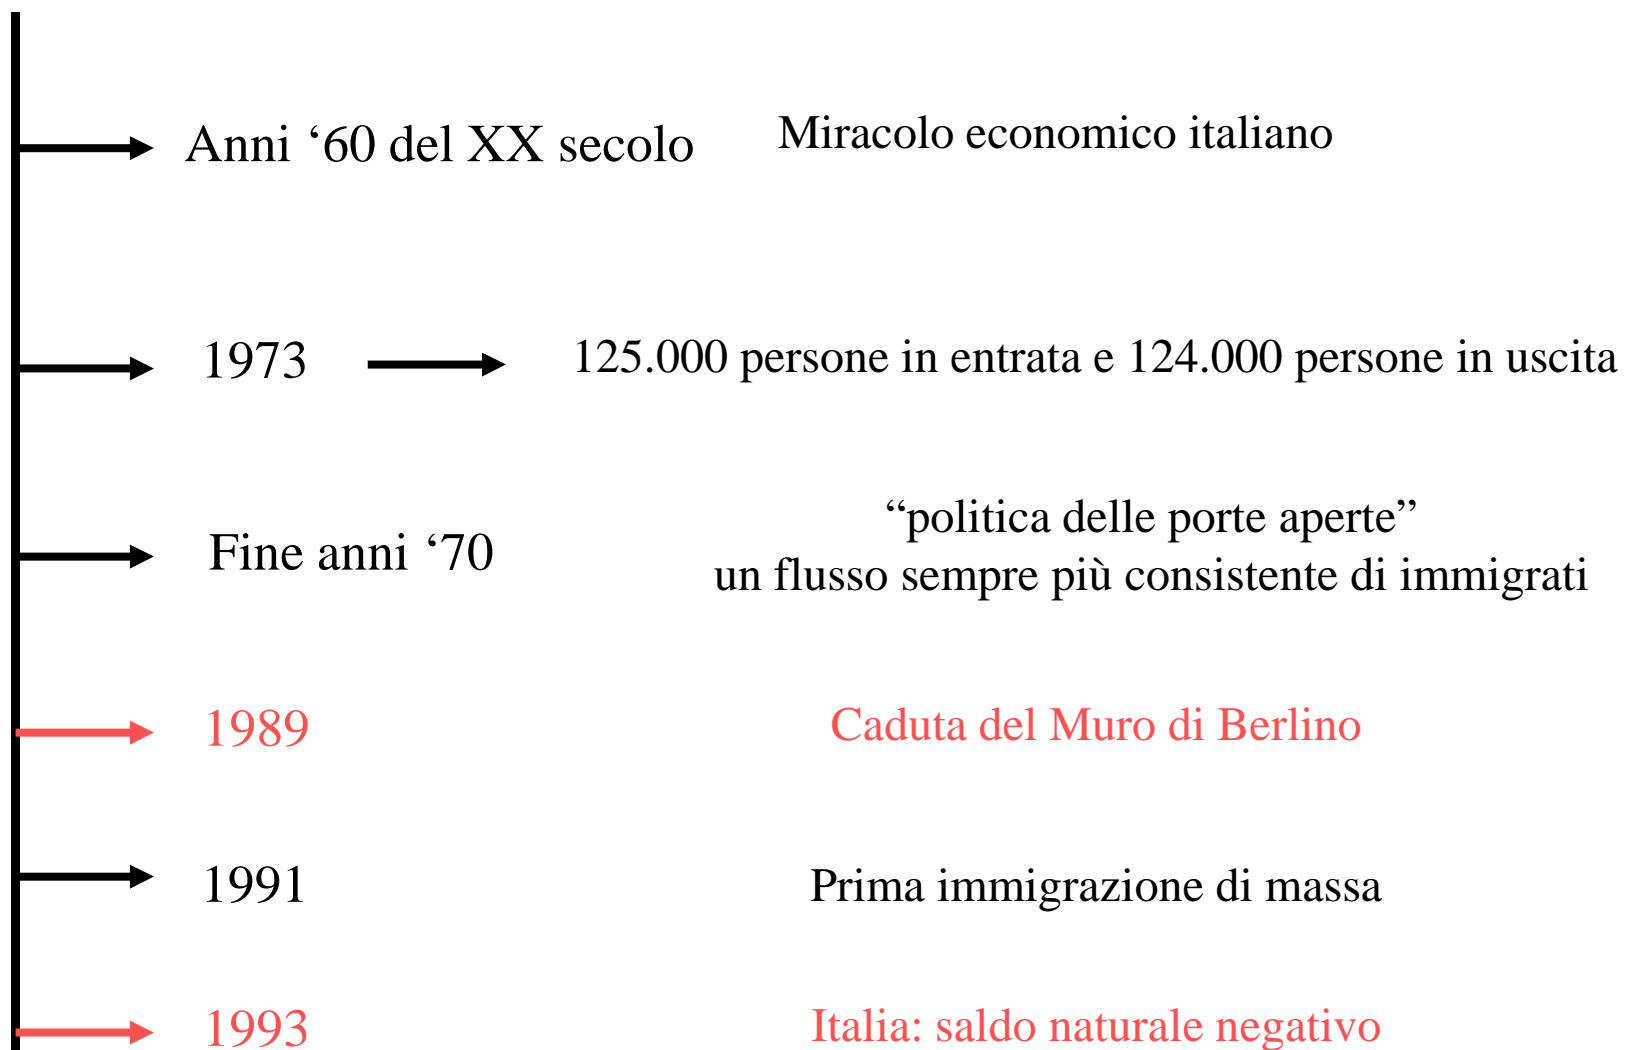 Anni ‘60 del XX secolo Miracolo economico italiano
1973 125.000 persone in entrata e 124.000 persone in uscita
Fine anni ‘70
“politica delle porte aperte”
un flusso sempre più consistente di immigrati
1989 Caduta del Muro di Berlino
1991 Prima immigrazione di massa
1993 Italia: saldo naturale negativo